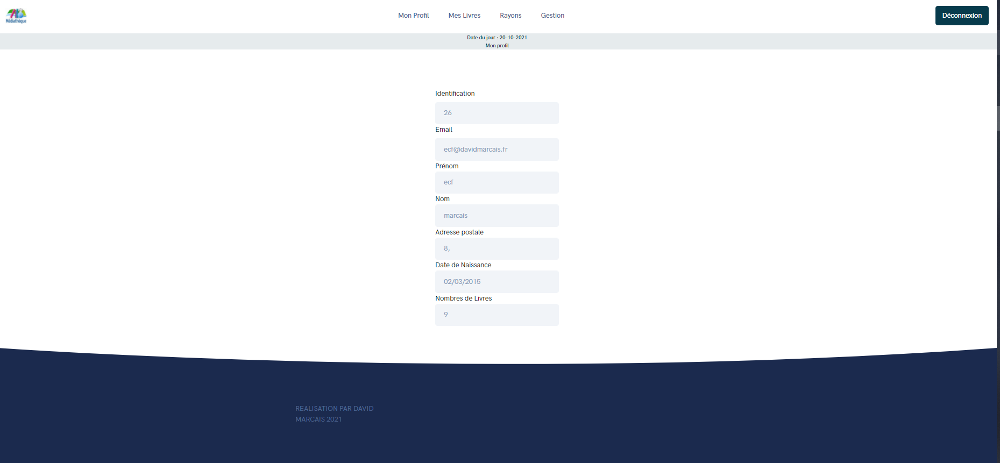 Médiathèque
Mon Profil Mes Livres Rayons Gestion Déconnexion
Date du jour : 20-10-2021
Mon profil
Identification
26
Email
ecf@davidmarcais.fr
Prénom
ecf
Nom
marcais
Adresse postale
8,
Date de Naissance
02/03/2015
Nombres de Livres
9
REALISATION PAR DAVID
MARCAIS 2021